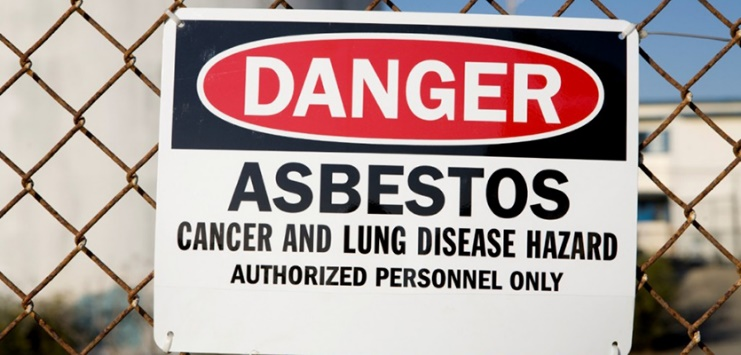 DANGER
ASBESTOS
CANCER AND LUNG DISEASE HAZARD
AUTHORIZED PERSONNEL ONLY